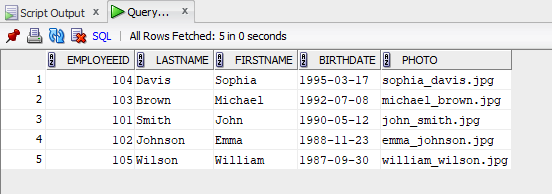 Script Output x Query... x
SQL | All Rows Fetched: 5 in 0 seconds
EMPLOYEEID LASTNAME FIRSTNAME BIRTHDATE PHOTO
1 104 Davis Sophia 1995-03-17 sophia_davis.jpg
2 103 Brown Michael 1992-07-08 michael_brown.jpg
3 101 Smith John 1990-05-12 john_smith.jpg
4 102 Johnson Emma 1988-11-23 emma_johnson.jpg
5 105 Wilson William 1987-09-30 william_wilson.jpg